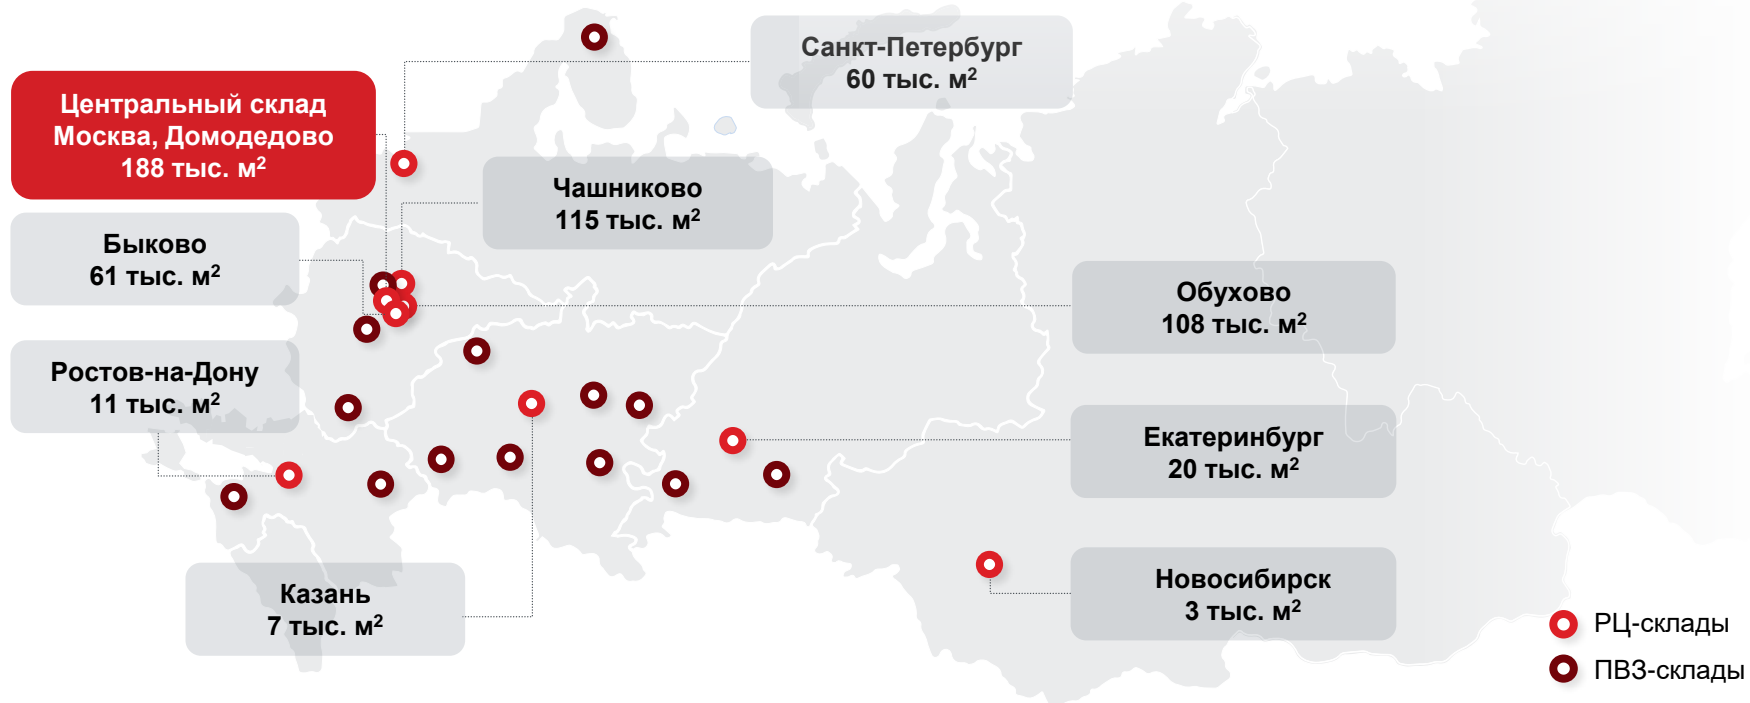 Санкт-Петербург
60 тыс. м²
Центральный склад
Москва, Домодедово
188 тыс. м²
Чашниково
115 тыс. м²
Быково
61 тыс. м²
Обухово
108 тыс. м²
Ростов-на-Дону
11 тыс. м²
Екатеринбург
20 тыс. м²
Казань
7 тыс. м²
Новосибирск
3 тыс. м²
РЦ-склады
ПВЗ-склады